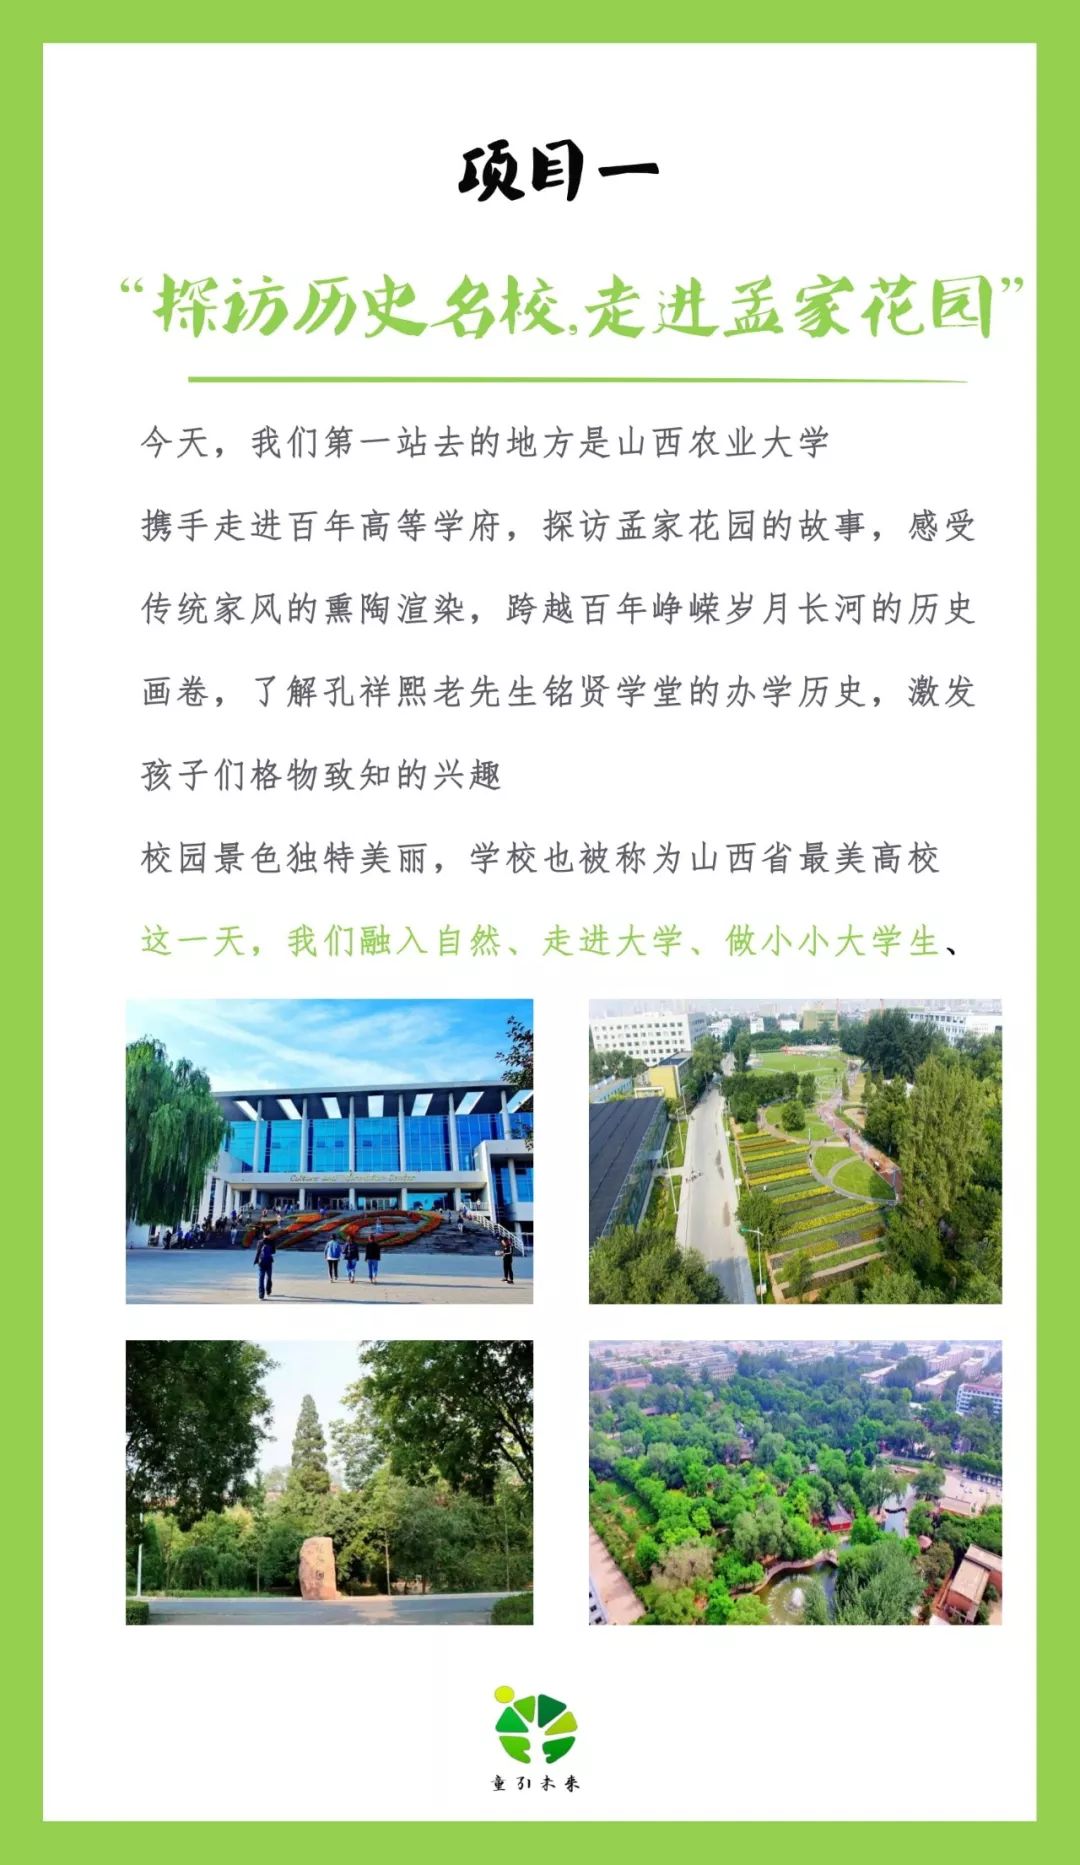 项目一
“探访历史名校,走进孟家花园”
今天，我们第一站去的地方是山西农业大学
携手走进百年高等学府，探访孟家花园的故事，感受
传统家风的熏陶渲染，跨越百年峥嵘岁月长河的历史
画卷，了解孔祥熙老先生铭贤学堂的办学历史，激发
孩子们格物致知的兴趣
校园景色独特美丽，学校也被称为山西省最美高校
这一天，我们融入自然、走进大学、做小小大学生、
Culture and Information Center
童引未来